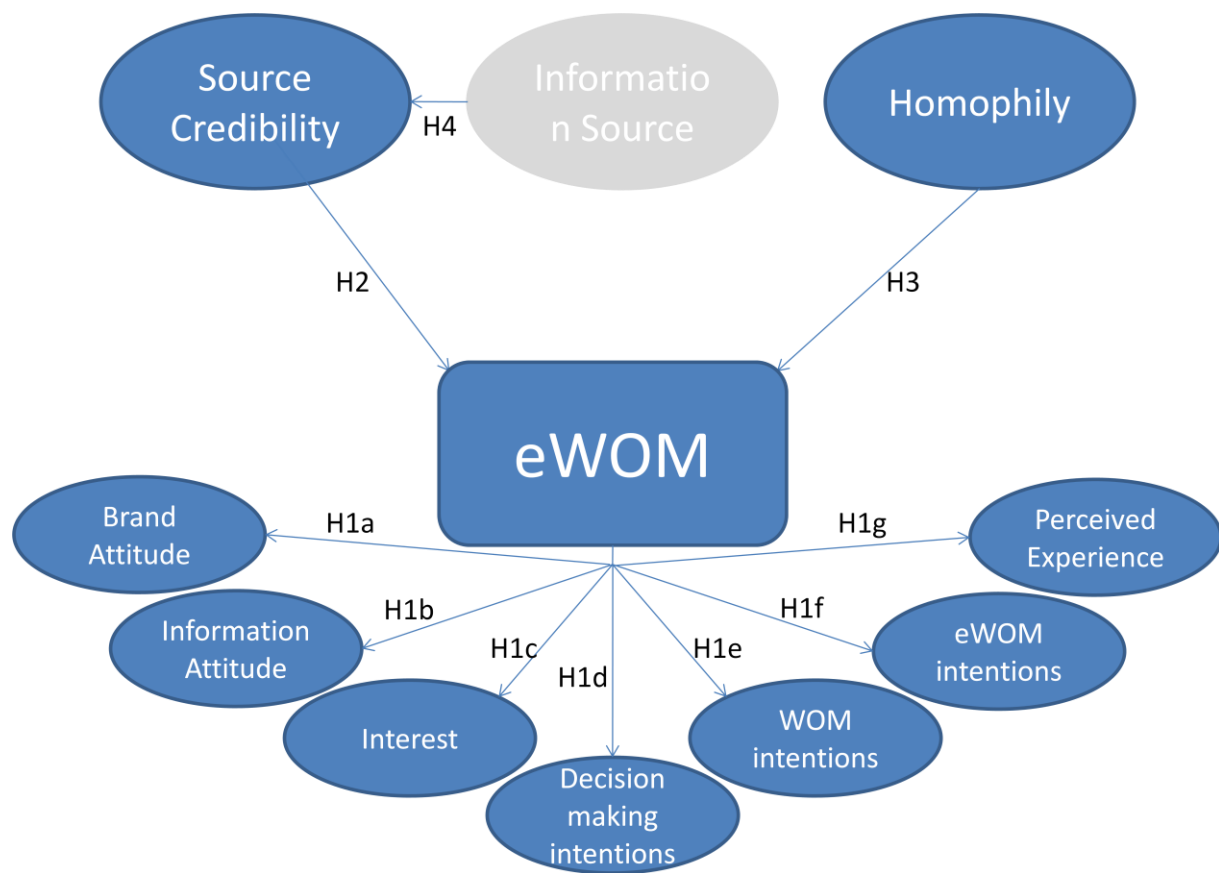 Source
Credibility
Informatio
n Source
Homophily
H4
H2
H3
eWOM
Brand
Attitude
H1a
H1g
Perceived
Experience
Information
Attitude
H1b
H1f
eWOM
intentions
H1c
H1e
H1d
Interest
WOM
intentions
Decision
making
intentions